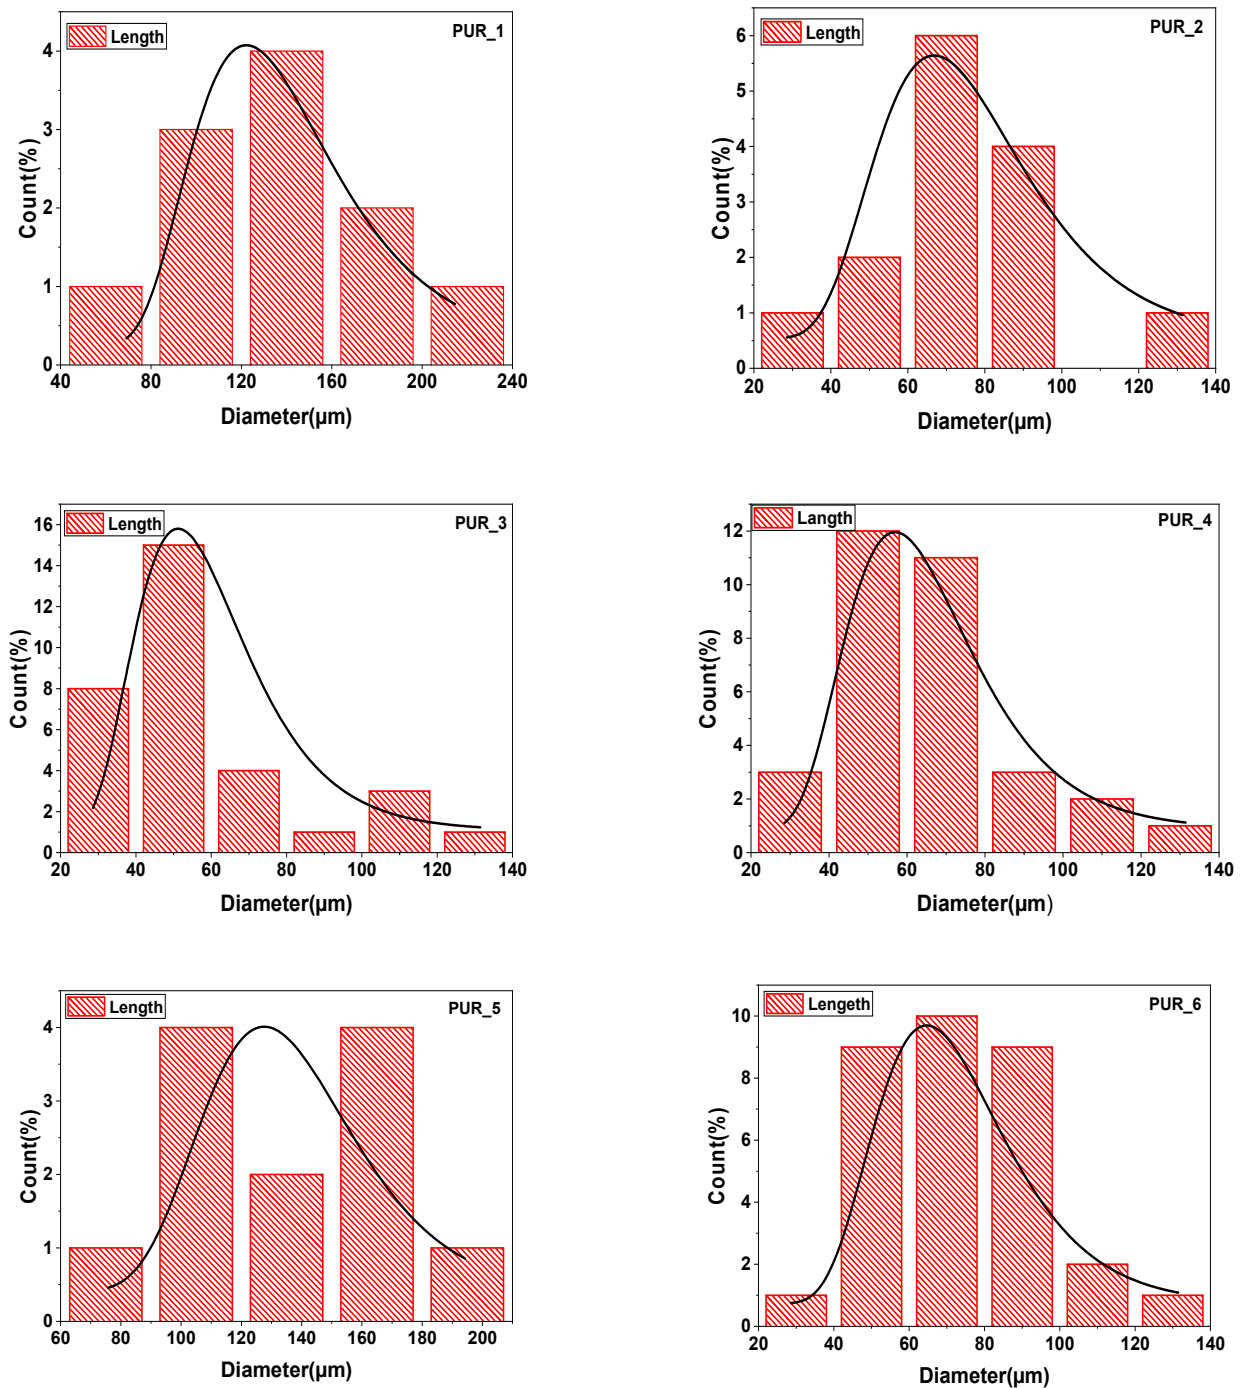 Length
PUR_1
Count(%)
4
3
2
1
0
40 80 120 160 200 240
Diameter(µm)
Length
PUR_2
Count(%)
6
5
4
3
2
1
0
20 40 60 80 100 120 140
Diameter(µm)
Length
PUR_3
Count(%)
16
14
12
10
8
6
4
2
0
20 40 60 80 100 120 140
Diameter(µm)
Langth
PUR_4
Count(%)
12
10
8
6
4
2
0
20 40 60 80 100 120 140
Diameter(µm)
Length
PUR_5
Count(%)
4
3
2
1
0
60 80 100 120 140 160 180 200
Diameter(µm)
Lengeth
PUR_6
Count(%)
10
8
6
4
2
0
20 40 60 80 100 120 140
Diameter(µm)